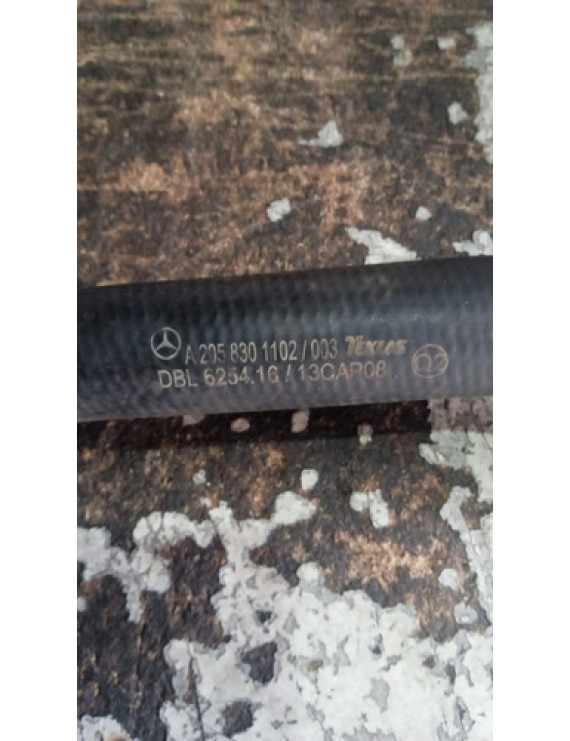 A 205 830 1102 / 003 TEKLAS
DBL 6254.16 / 13CAP08